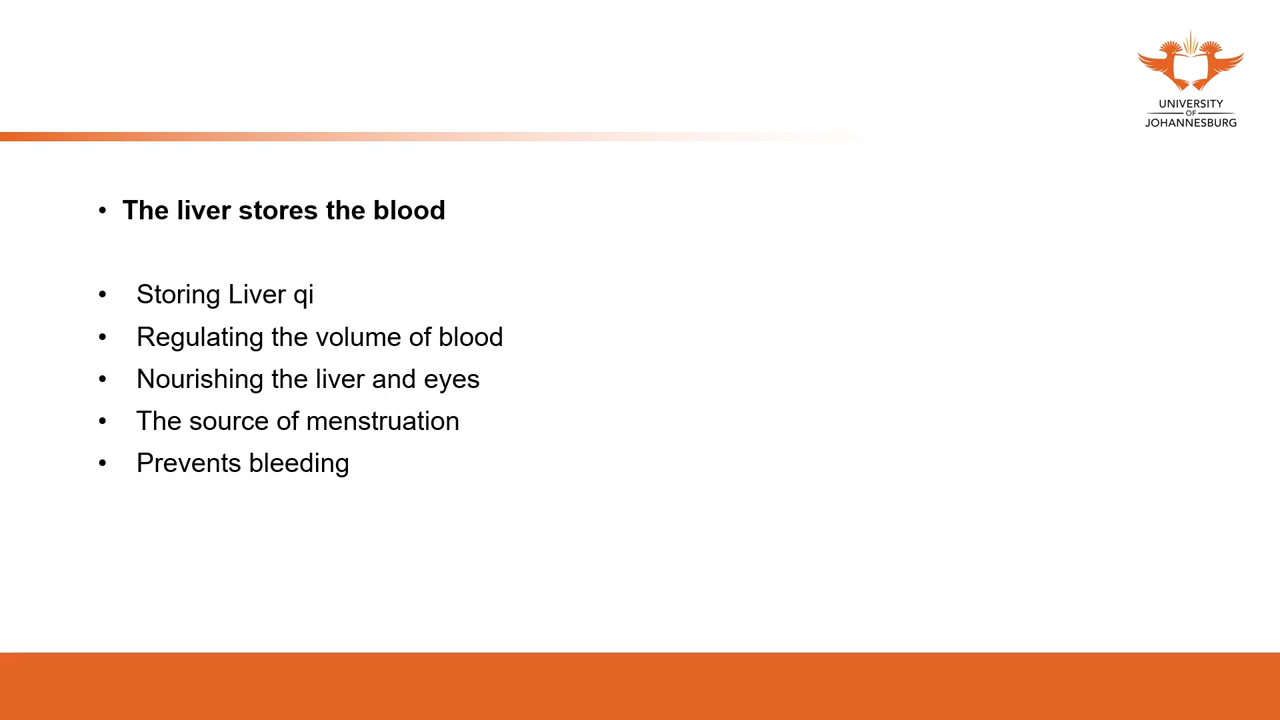 UNIVERSITY
OF
JOHANNESBURG
• The liver stores the blood
• Storing Liver qi
• Regulating the volume of blood
• Nourishing the liver and eyes
• The source of menstruation
• Prevents bleeding